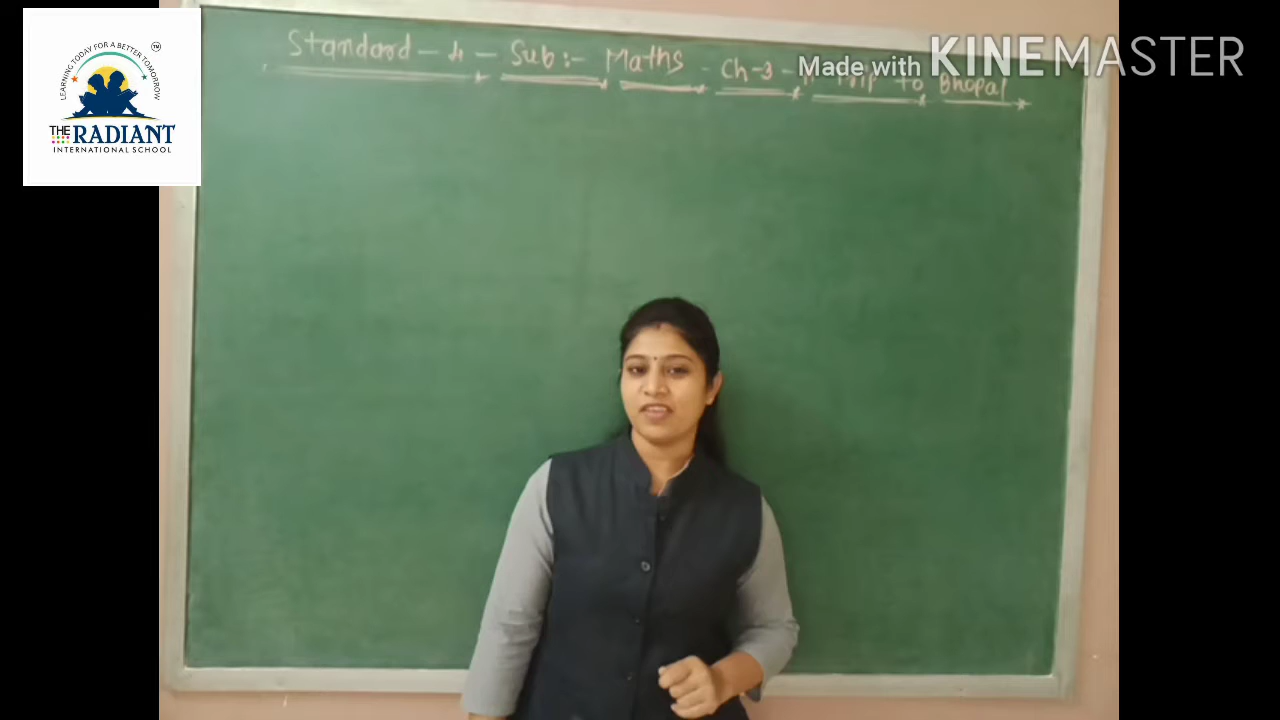 LEARNING TODAY FOR A BETTER TOMORROW
TM
THE RADIANT
INTERNATIONAL SCHOOL
Standard - 4 - Sub :- Maths - Ch-3 - Trip to Bhopal
Made with KINEMASTER